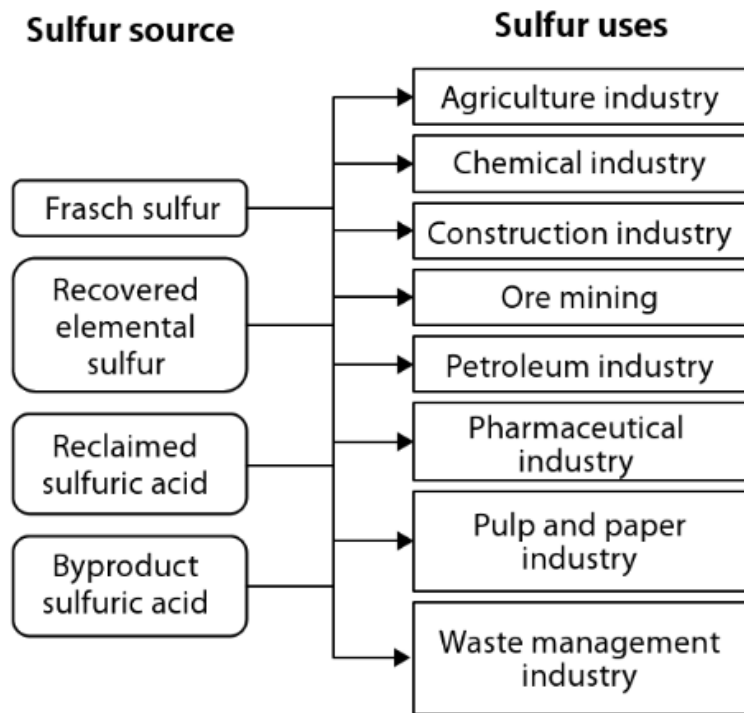 Sulfur source
Sulfur uses
Frasch sulfur
Recovered
elemental
sulfur
Reclaimed
sulfuric acid
Byproduct
sulfuric acid
Agriculture industry
Chemical industry
Construction industry
Ore mining
Petroleum industry
Pharmaceutical
industry
Pulp and paper
industry
Waste management
industry